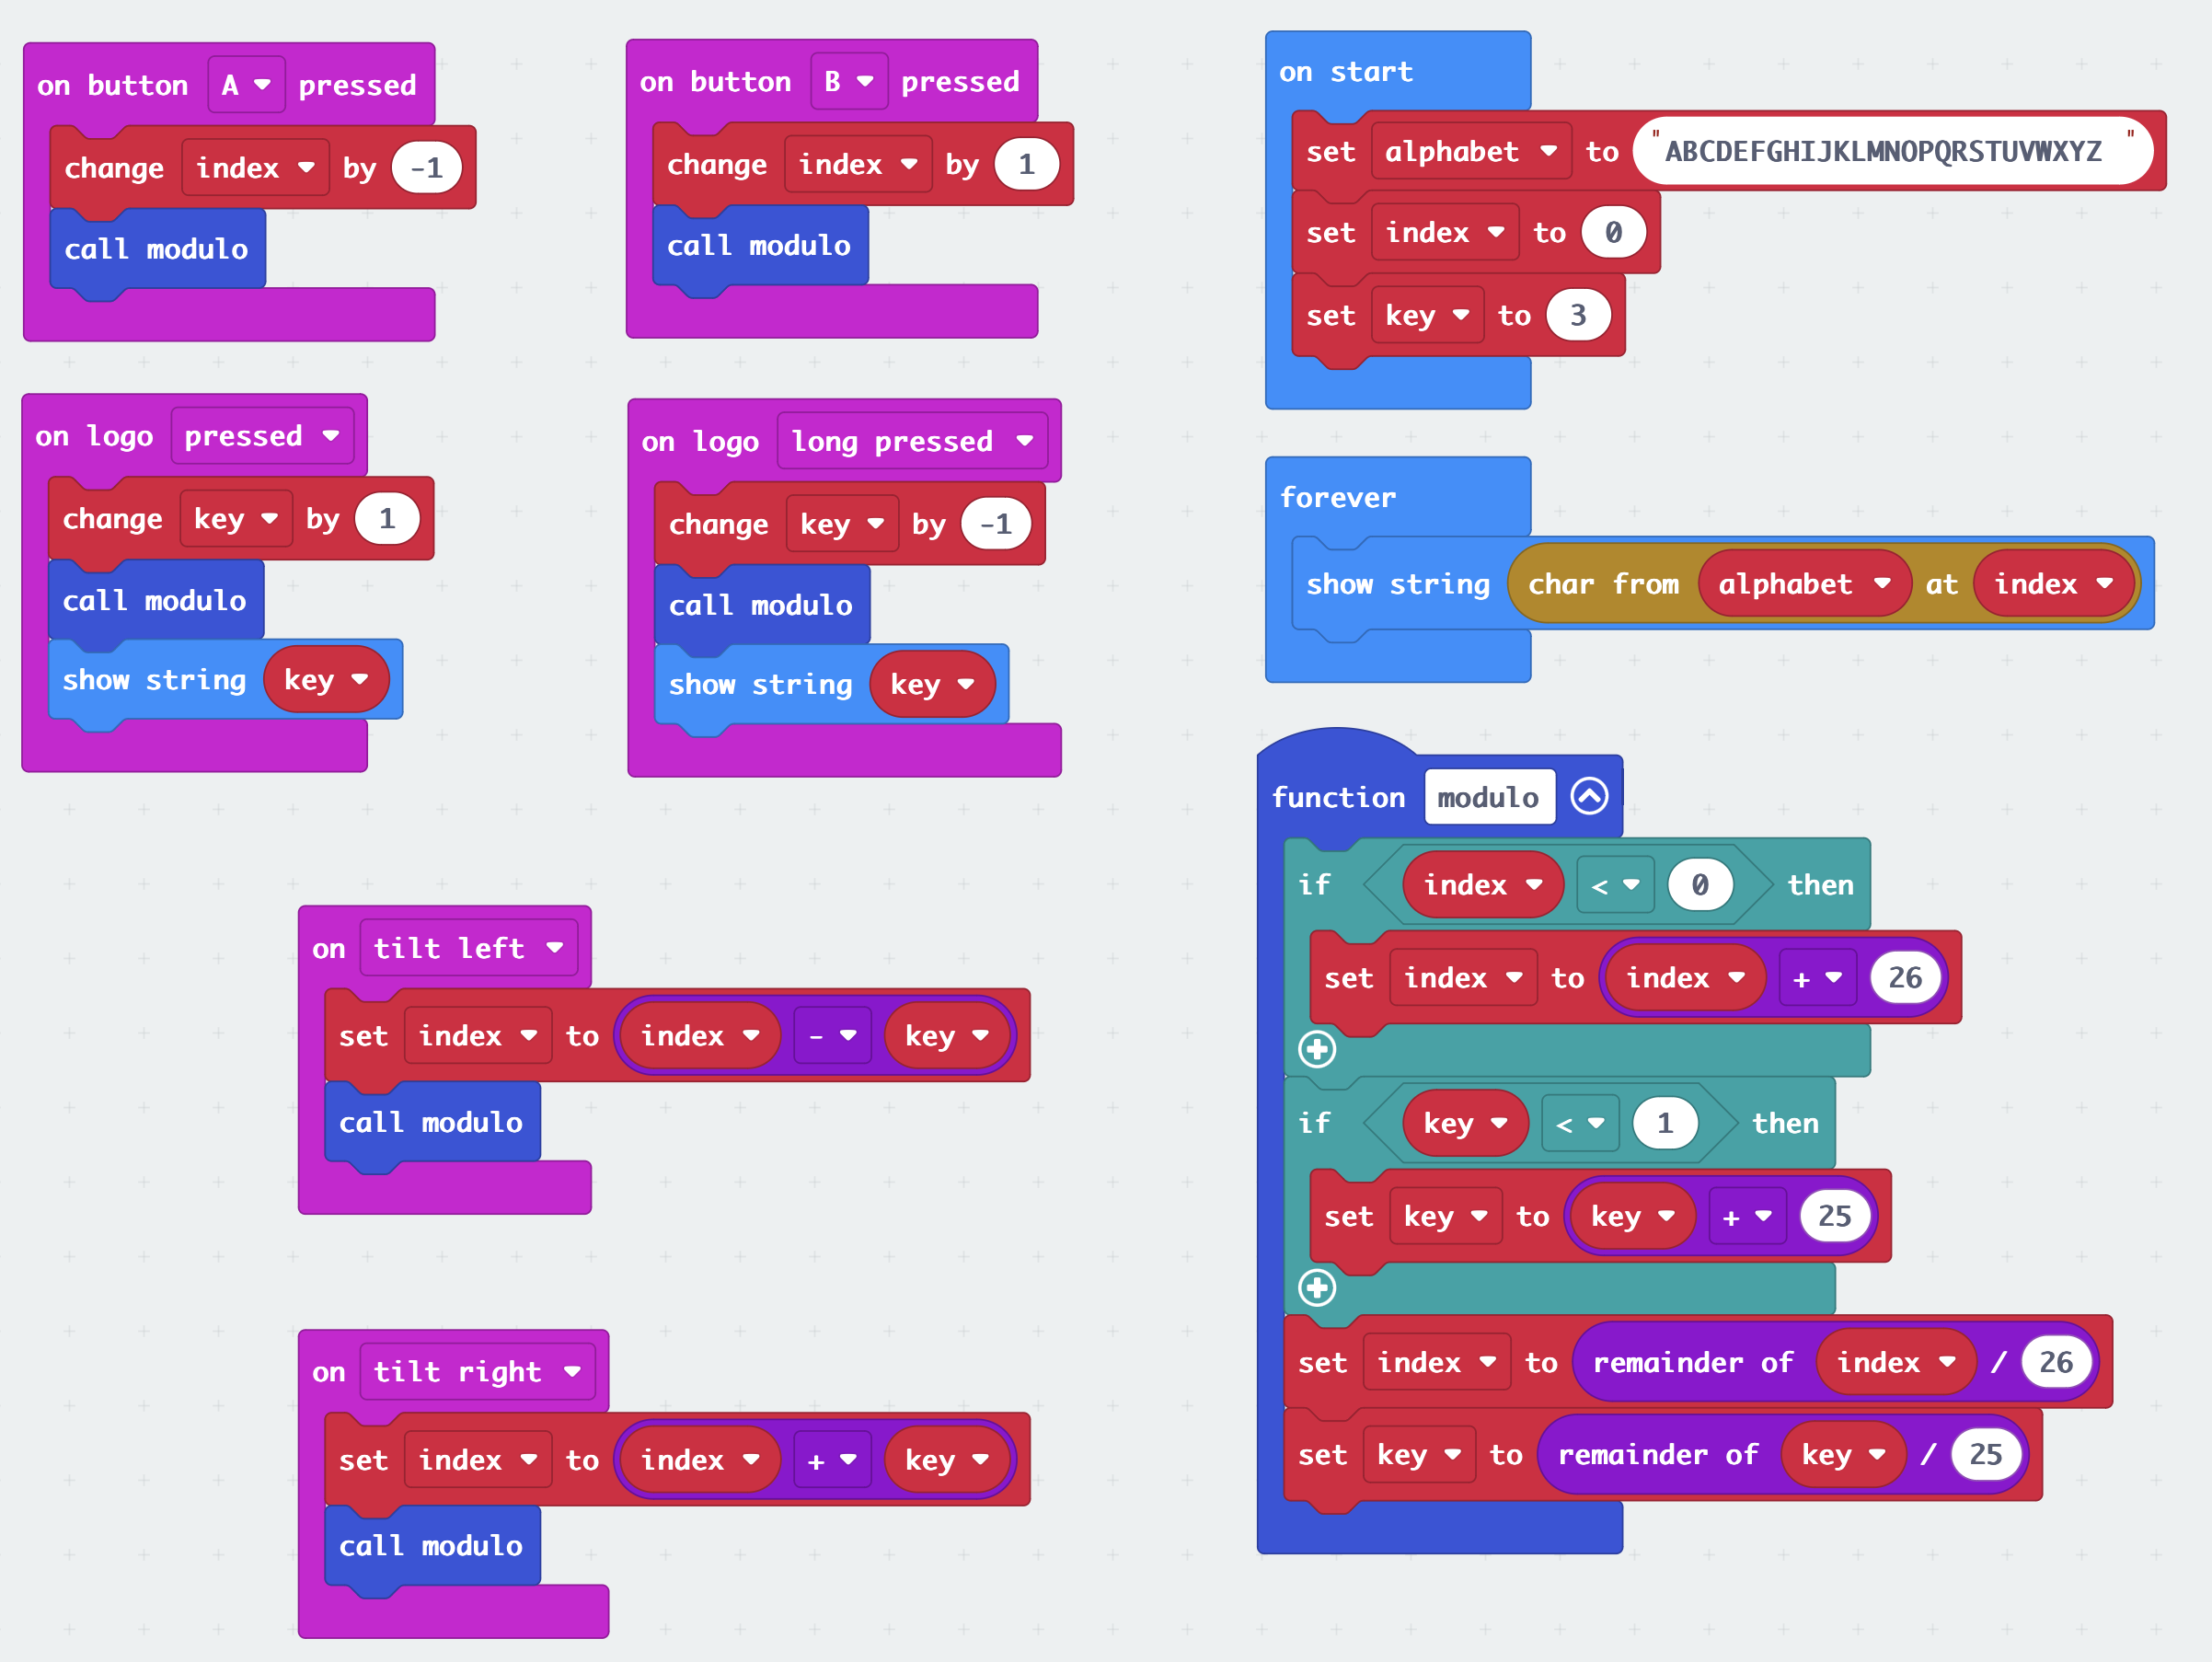 on button A pressed
change index by -1
call modulo
on button B pressed
change index by 1
call modulo
on start
set alphabet to "ABCDEFGHIJKLMNOPQRSTUVWXYZ "
set index to 0
set key to 3
on logo pressed
change key by 1
call modulo
show string key
on logo long pressed
change key by -1
call modulo
show string key
forever
show string char from alphabet at index
function modulo
if index < 0 then
set index to index + 26
if key < 1 then
set key to key + 25
set index to remainder of index / 26
set key to remainder of key / 25
on tilt left
set index to index - key
call modulo
on tilt right
set index to index + key
call modulo